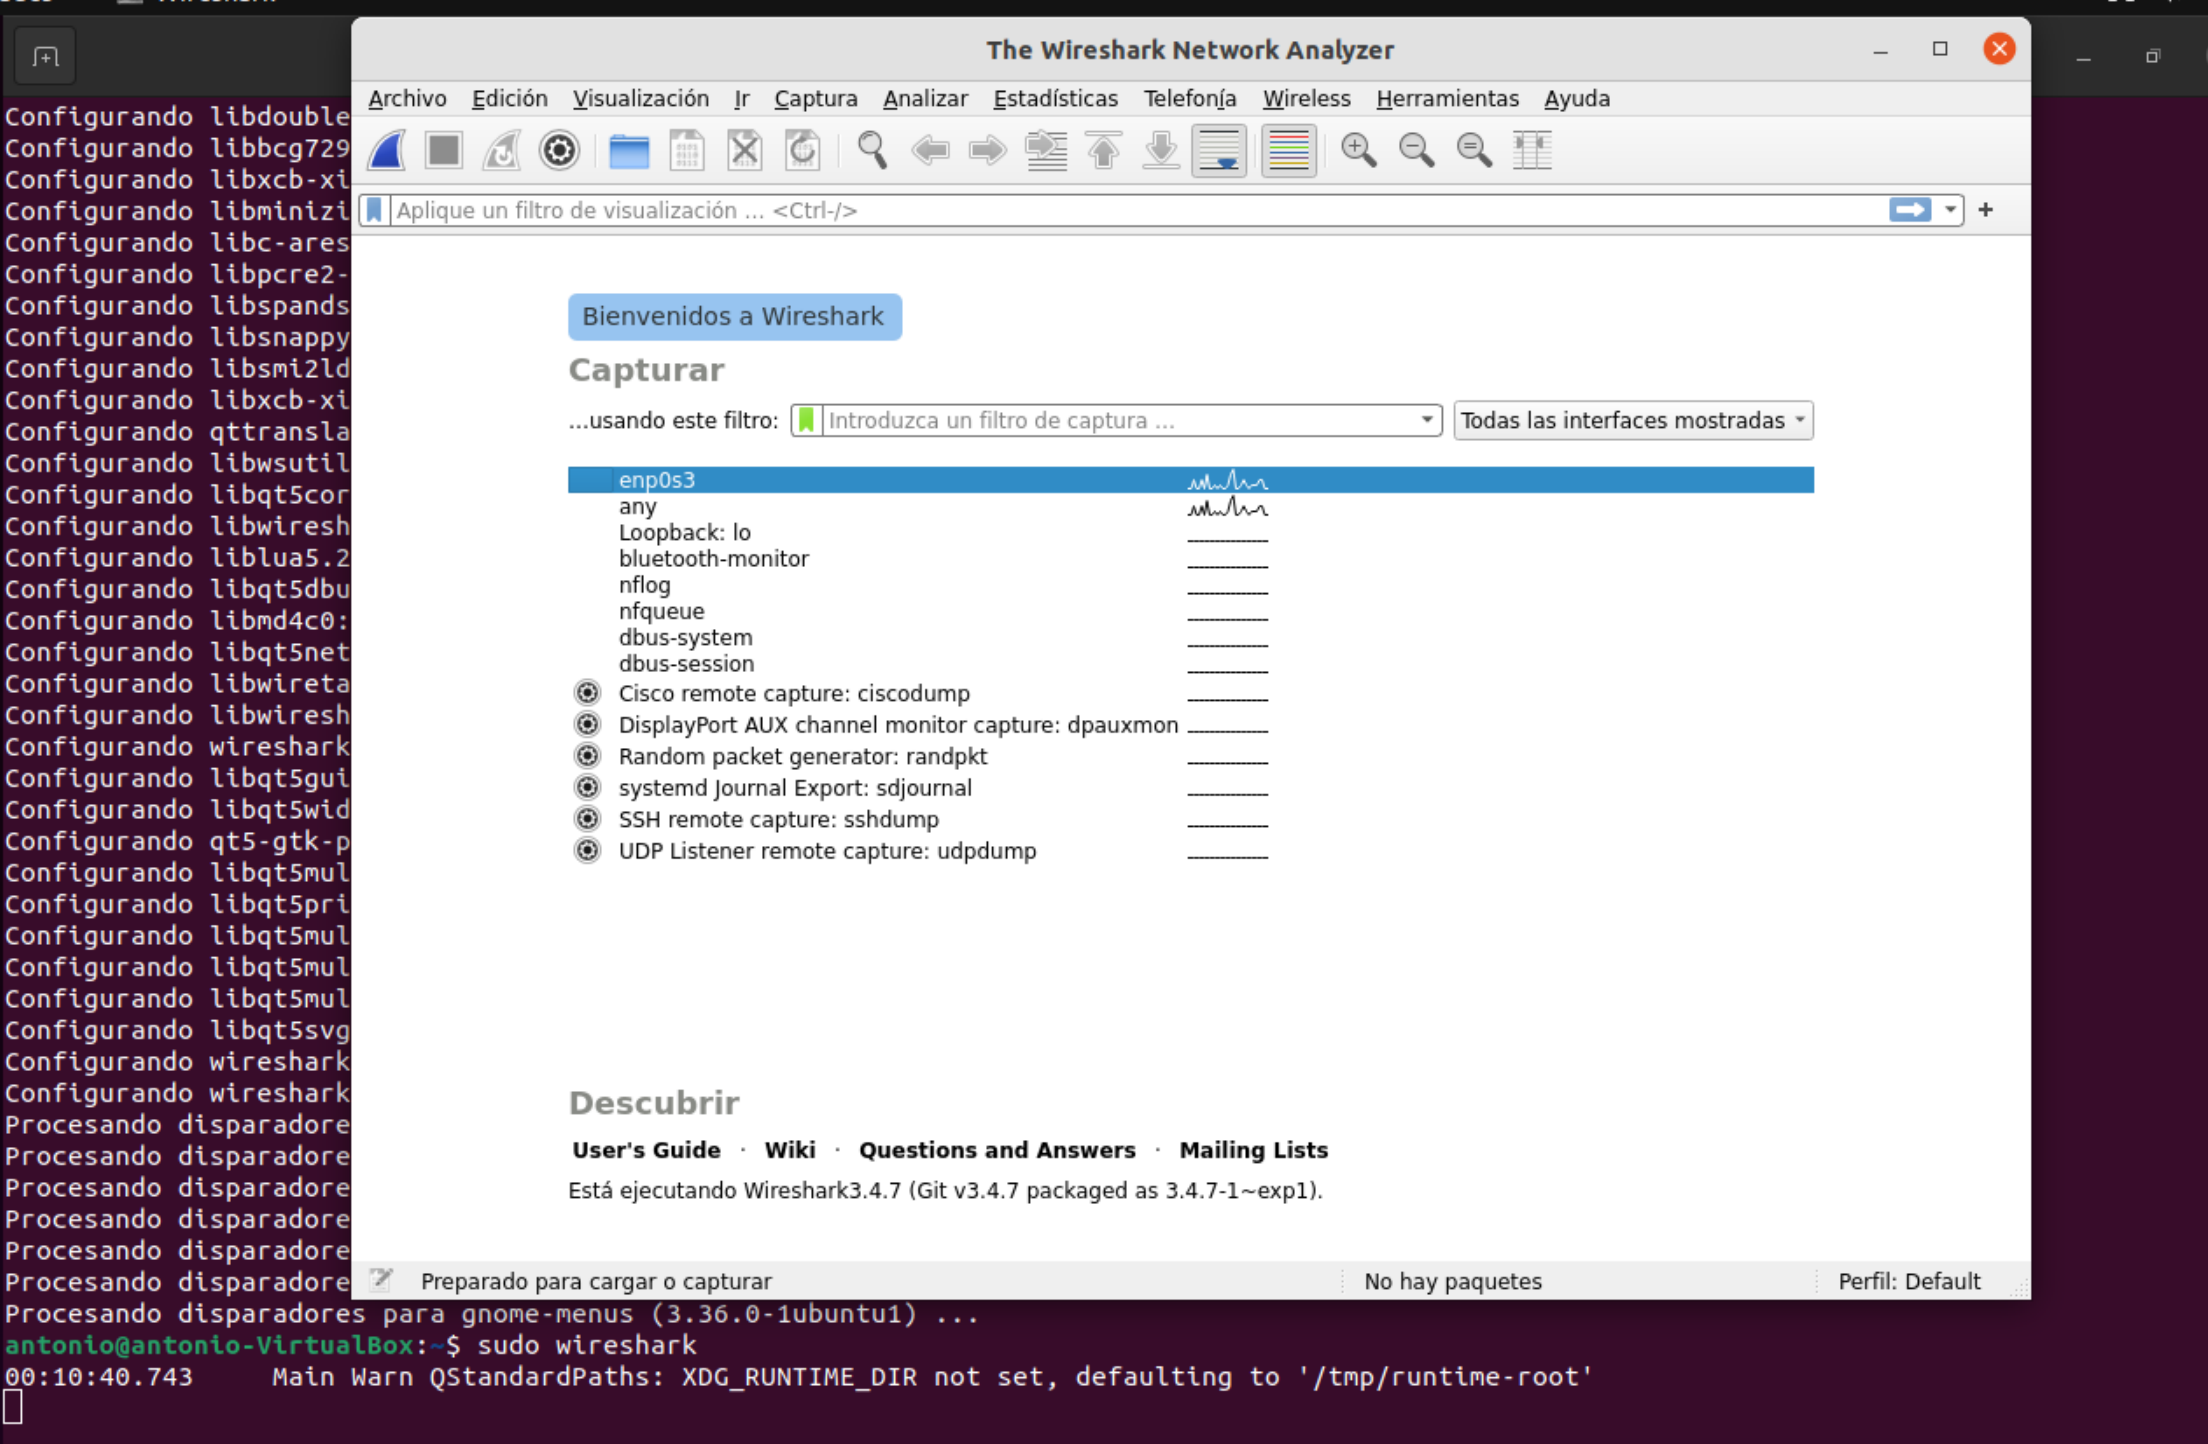 The Wireshark Network Analyzer
Archivo Edición Visualización Ir Captura Analizar Estadísticas Telefonía Wireless Herramientas Ayuda
Aplique un filtro de visualización ... <Ctrl-/>
Bienvenidos a Wireshark
Capturar
...usando este filtro: Introduzca un filtro de captura ... Todas las interfaces mostradas
enp0s3
any
Loopback: lo
bluetooth-monitor
nflog
nfqueue
dbus-system
dbus-session
Cisco remote capture: ciscodump
DisplayPort AUX channel monitor capture: dpauxmon
Random packet generator: randpkt
systemd Journal Export: sdjournal
SSH remote capture: sshdump
UDP Listener remote capture: udpdump
Descubrir
User's Guide · Wiki · Questions and Answers · Mailing Lists
Está ejecutando Wireshark3.4.7 (Git v3.4.7 packaged as 3.4.7-1~exp1).
Preparado para cargar o capturar No hay paquetes Perfil: Default
Configurando libdouble
Configurando libbcg729
Configurando libxcb-xi
Configurando libminizi
Configurando libc-ares
Configurando libpcre2-
Configurando libspands
Configurando libsnappy
Configurando libsmi2ld
Configurando libxcb-xi
Configurando qttransla
Configurando libwsutil
Configurando libqt5cor
Configurando libwiresh
Configurando liblua5.2
Configurando libqt5dbu
Configurando libmd4c0:
Configurando libqt5net
Configurando libwireta
Configurando libwiresh
Configurando wireshark
Configurando libqt5gui
Configurando libqt5wid
Configurando qt5-gtk-p
Configurando libqt5mul
Configurando libqt5pri
Configurando libqt5mul
Configurando libqt5mul
Configurando libqt5mul
Configurando libqt5svg
Configurando wireshark
Configurando wireshark
Procesando disparadore
Procesando disparadore
Procesando disparadore
Procesando disparadore
Procesando disparadore
Procesando disparadore
Procesando disparadores para gnome-menus (3.36.0-1ubuntu1) ...
antonio@antonio-VirtualBox:~$ sudo wireshark
00:10:40.743 Main Warn QStandardPaths: XDG_RUNTIME_DIR not set, defaulting to '/tmp/runtime-root'